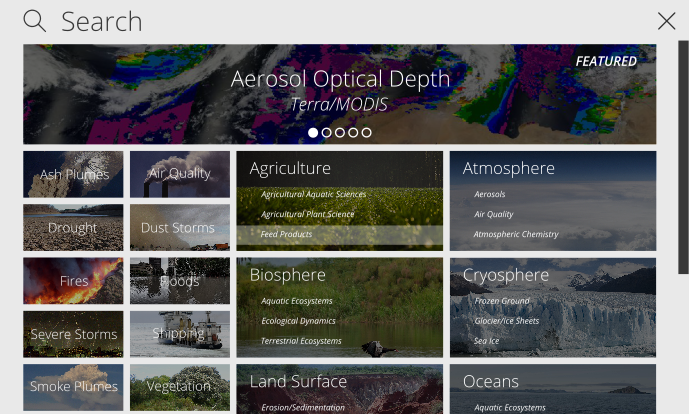 Search
FEATURED
Aerosol Optical Depth
Terra/MODIS
Ash Plumes
Air Quality
Drought
Dust Storms
Fires
Floods
Severe Storms
Shipping
Smoke Plumes
Vegetation
Agriculture
Agricultural Aquatic Sciences
Agricultural Plant Science
Feed Products
Atmosphere
Aerosols
Air Quality
Atmospheric Chemistry
Biosphere
Aquatic Ecosystems
Ecological Dynamics
Terrestrial Ecosystems
Cryosphere
Frozen Ground
Glacier/Ice Sheets
Sea Ice
Land Surface
Erosion/Sedimentation
Oceans
Aquatic Ecosystems